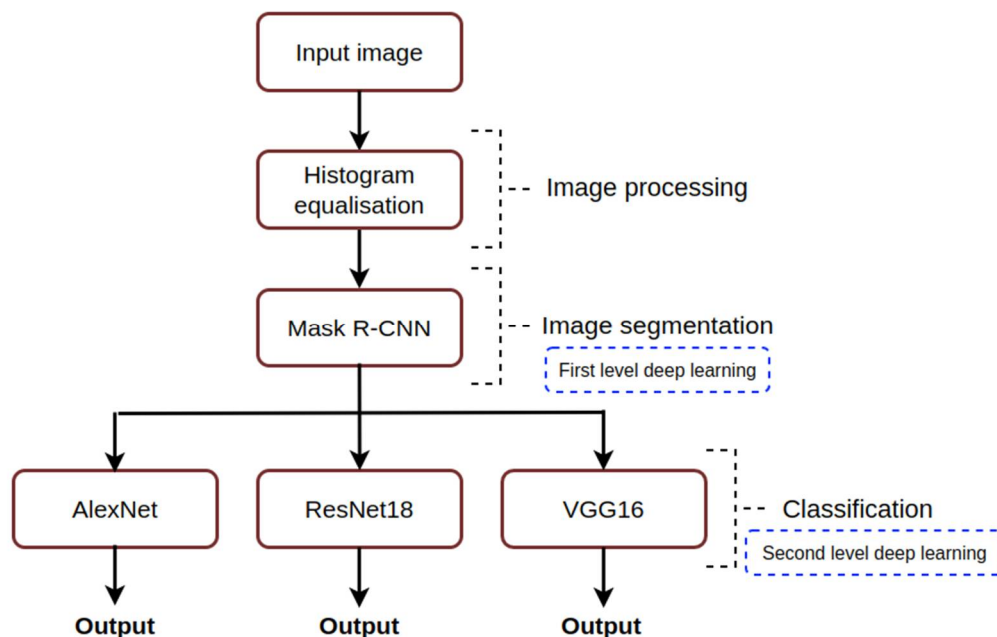 Input image
Histogram
equalisation
Image processing
Mask R-CNN
Image segmentation
First level deep learning
AlexNet
ResNet18
VGG16
Classification
Second level deep learning
Output
Output
Output